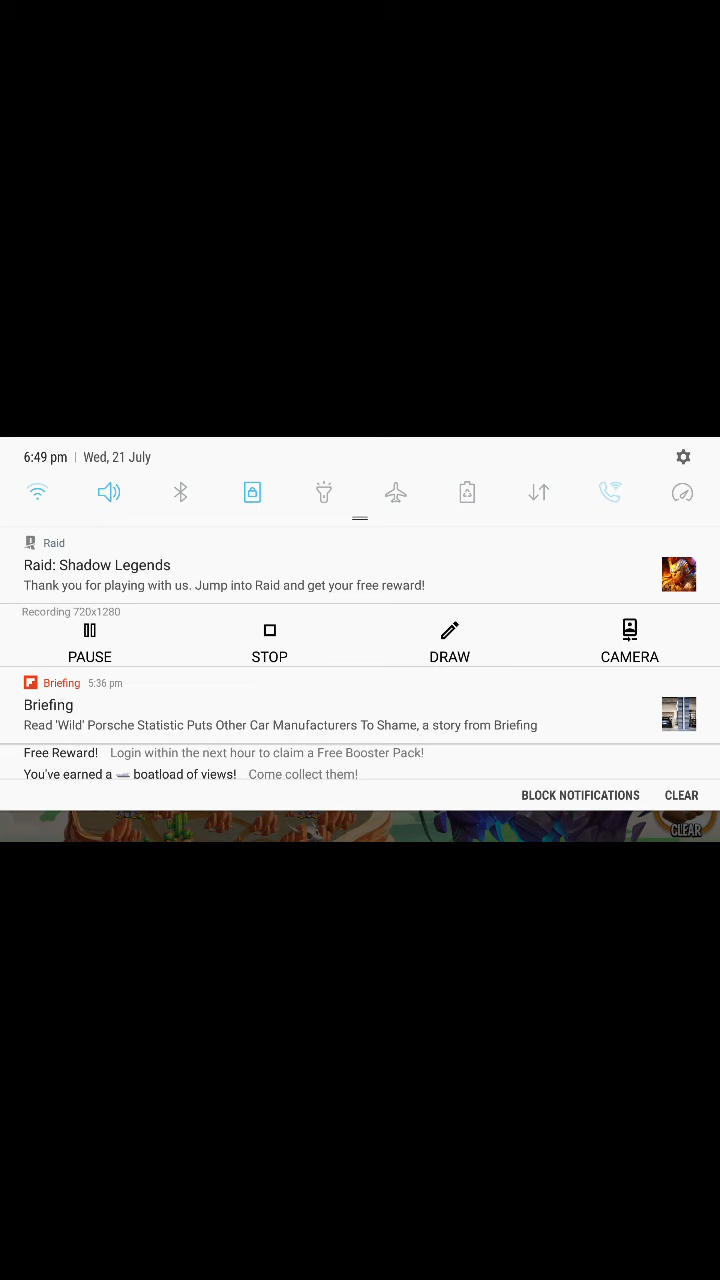 6:49 pm | Wed, 21 July
Raid
Raid: Shadow Legends
Thank you for playing with us. Jump into Raid and get your free reward!
Recording 720x1280
PAUSE STOP DRAW CAMERA
Briefing 5:36 pm
Briefing
Read 'Wild' Porsche Statistic Puts Other Car Manufacturers To Shame, a story from Briefing
Free Reward! Login within the next hour to claim a Free Booster Pack!
You've earned a 🚤 boatload of views! Come collect them!
BLOCK NOTIFICATIONS CLEAR
CLEAR